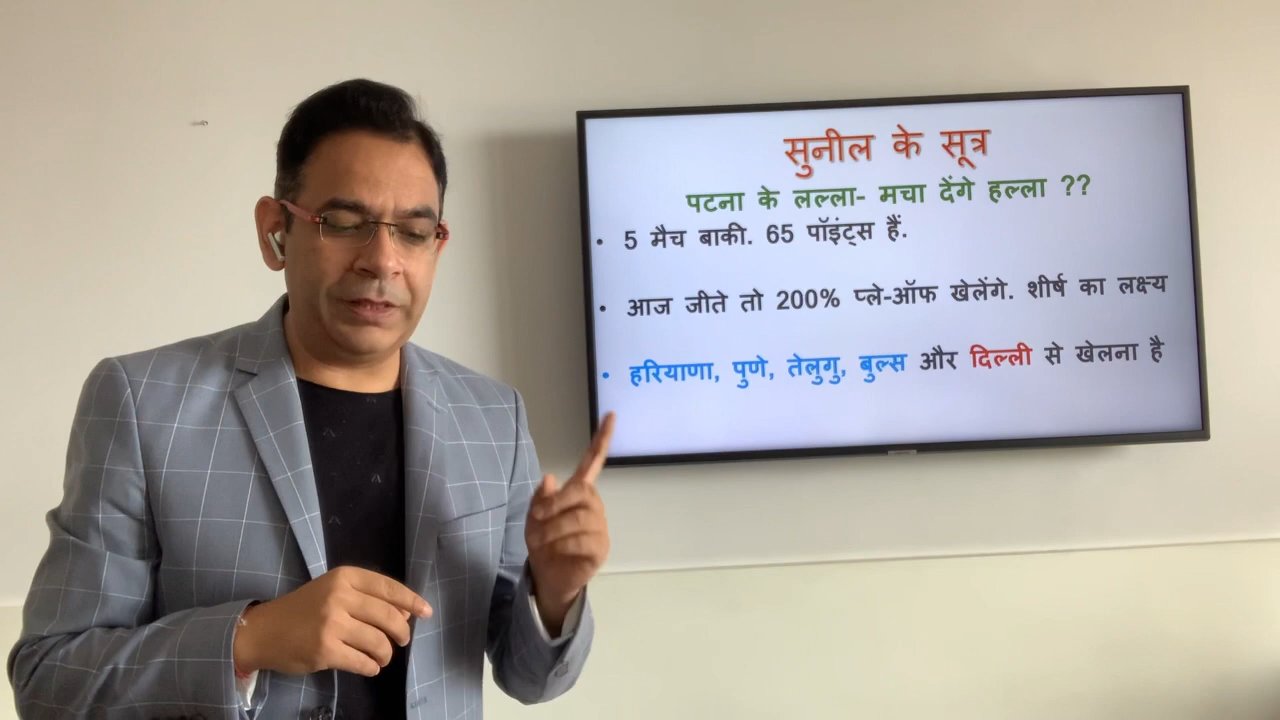 सुनील के सूत्र
पटना के लल्ला- मचा देंगे हल्ला ??
• 5 मैच बाकी. 65 पॉइंट्स हैं.
• आज जीते तो 200% प्ले-ऑफ खेलेंगे. शीर्ष का लक्ष्य
• हरियाणा, पुणे, तेलुगु, बुल्स और दिल्ली से खेलना है